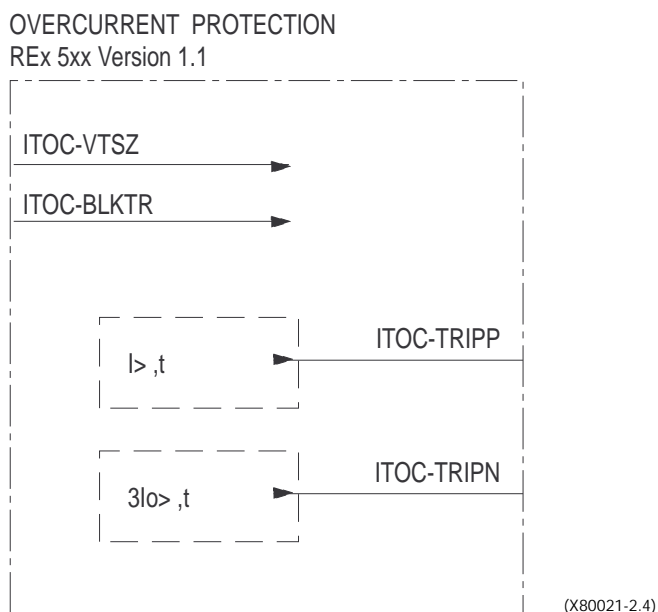 OVERCURRENT PROTECTION
REx 5xx Version 1.1
ITOC-VTSZ
ITOC-BLKTR
ITOC-TRIPP
I> ,t
ITOC-TRIPN
3Io> ,t
(X80021-2.4)